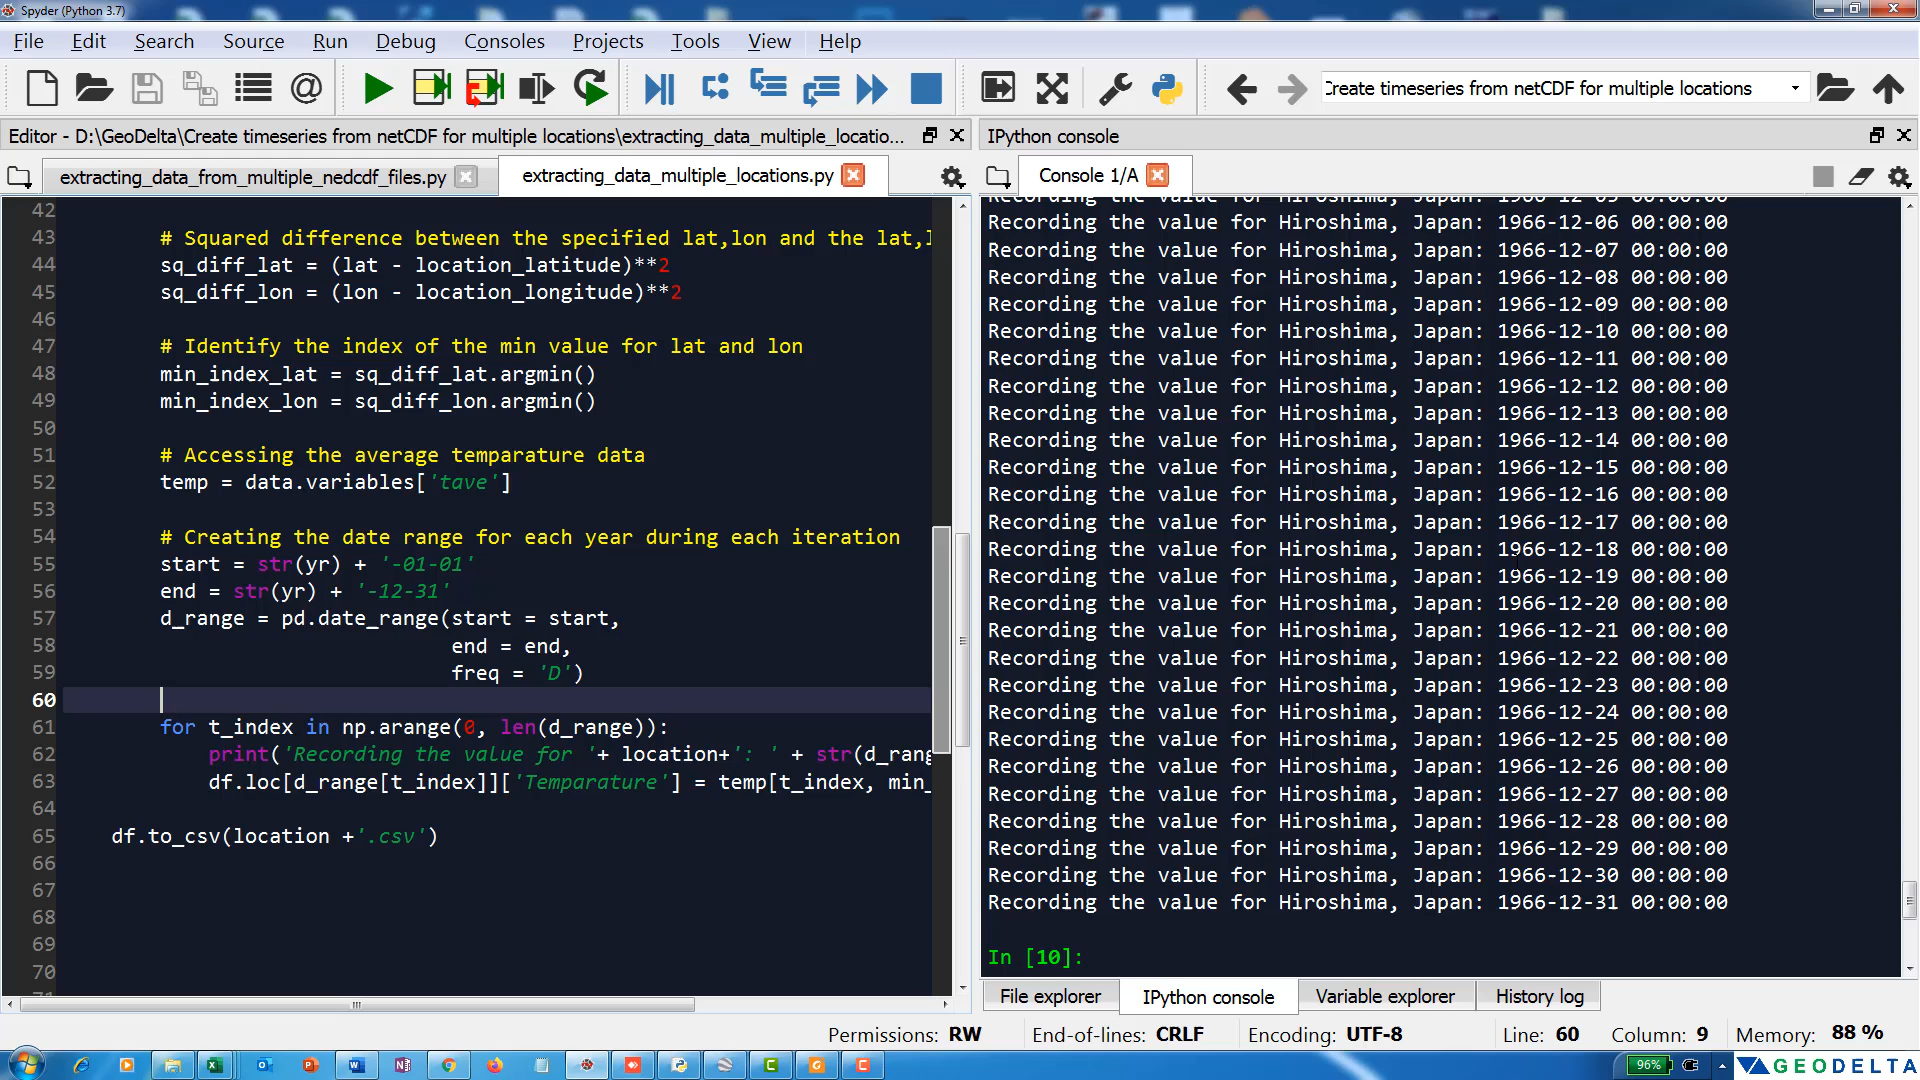 Spyder (Python 3.7)
File Edit Search Source Run Debug Consoles Projects Tools View Help
Create timeseries from netCDF for multiple locations
Editor - D:\GeoDelta\Create timeseries from netCDF for multiple locations\extracting_data_multiple_locatio...
extracting_data_from_multiple_nedcdf_files.py
extracting_data_multiple_locations.py
42
43 # Squared difference between the specified lat,lon and the lat,l
44 sq_diff_lat = (lat - location_latitude)**2
45 sq_diff_lon = (lon - location_longitude)**2
46
47 # Identify the index of the min value for lat and lon
48 min_index_lat = sq_diff_lat.argmin()
49 min_index_lon = sq_diff_lon.argmin()
50
51 # Accessing the average temparature data
52 temp = data.variables['tave']
53
54 # Creating the date range for each year during each iteration
55 start = str(yr) + '-01-01'
56 end = str(yr) + '-12-31'
57 d_range = pd.date_range(start = start,
58 end = end,
59 freq = 'D')
60
61 for t_index in np.arange(0, len(d_range)):
62 print('Recording the value for '+ location+': ' + str(d_rang
63 df.loc[d_range[t_index]]['Temparature'] = temp[t_index, min_
64
65 df.to_csv(location +'.csv')
66
67
68
69
70
71
IPython console
Console 1/A
Recording the value for Hiroshima, Japan: 1966-12-05 00:00:00
Recording the value for Hiroshima, Japan: 1966-12-06 00:00:00
Recording the value for Hiroshima, Japan: 1966-12-07 00:00:00
Recording the value for Hiroshima, Japan: 1966-12-08 00:00:00
Recording the value for Hiroshima, Japan: 1966-12-09 00:00:00
Recording the value for Hiroshima, Japan: 1966-12-10 00:00:00
Recording the value for Hiroshima, Japan: 1966-12-11 00:00:00
Recording the value for Hiroshima, Japan: 1966-12-12 00:00:00
Recording the value for Hiroshima, Japan: 1966-12-13 00:00:00
Recording the value for Hiroshima, Japan: 1966-12-14 00:00:00
Recording the value for Hiroshima, Japan: 1966-12-15 00:00:00
Recording the value for Hiroshima, Japan: 1966-12-16 00:00:00
Recording the value for Hiroshima, Japan: 1966-12-17 00:00:00
Recording the value for Hiroshima, Japan: 1966-12-18 00:00:00
Recording the value for Hiroshima, Japan: 1966-12-19 00:00:00
Recording the value for Hiroshima, Japan: 1966-12-20 00:00:00
Recording the value for Hiroshima, Japan: 1966-12-21 00:00:00
Recording the value for Hiroshima, Japan: 1966-12-22 00:00:00
Recording the value for Hiroshima, Japan: 1966-12-23 00:00:00
Recording the value for Hiroshima, Japan: 1966-12-24 00:00:00
Recording the value for Hiroshima, Japan: 1966-12-25 00:00:00
Recording the value for Hiroshima, Japan: 1966-12-26 00:00:00
Recording the value for Hiroshima, Japan: 1966-12-27 00:00:00
Recording the value for Hiroshima, Japan: 1966-12-28 00:00:00
Recording the value for Hiroshima, Japan: 1966-12-29 00:00:00
Recording the value for Hiroshima, Japan: 1966-12-30 00:00:00
Recording the value for Hiroshima, Japan: 1966-12-31 00:00:00
In [10]:
File explorer IPython console Variable explorer History log
Permissions: RW End-of-lines: CRLF Encoding: UTF-8 Line: 60 Column: 9 Memory: 88 %
96%
GEODELTA